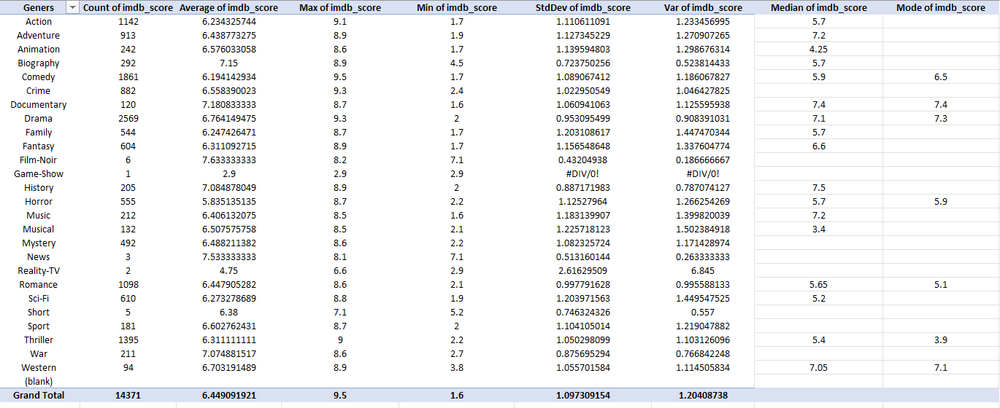 Geners Count of imdb_score Average of imdb_score Max of imdb_score Min of imdb_score StdDev of imdb_score Var of imdb_score Median of imdb_score Mode of imdb_score
Action 1142 6.234325744 9.1 1.7 1.110611091 1.233456995 5.7
Adventure 913 6.438773275 8.9 1.9 1.127345229 1.270907265 7.2
Animation 242 6.576033058 8.6 1.7 1.139594803 1.298676314 4.25
Biography 292 7.15 8.9 4.5 0.723750256 0.523814433 5.7
Comedy 1861 6.194142934 9.5 1.7 1.089067412 1.186067827 5.9 6.5
Crime 882 6.558390023 9.3 2.4 1.022950549 1.046427825
Documentary 120 7.180833333 8.7 1.6 1.060941063 1.125595938 7.4 7.4
Drama 2569 6.764149475 9.3 2 0.953095499 0.908391031 7.1 7.3
Family 544 6.247426471 8.7 1.7 1.203108617 1.447470344 5.7
Fantasy 604 6.311092715 8.9 1.7 1.156548648 1.337604774 6.6
Film-Noir 6 7.633333333 8.2 7.1 0.43204938 0.186666667
Game-Show 1 2.9 2.9 2.9 #DIV/0! #DIV/0!
History 205 7.084878049 8.9 2 0.887171983 0.787074127 7.5
Horror 555 5.835135135 8.7 2.2 1.12527964 1.266254269 5.7 5.9
Music 212 6.406132075 8.5 1.6 1.183139907 1.399820039 7.2
Musical 132 6.507575758 8.5 2.1 1.225718123 1.502384918 3.4
Mystery 492 6.488211382 8.6 2.2 1.082325724 1.171428974
News 3 7.533333333 8.1 7.1 0.513160144 0.263333333
Reality-TV 2 4.75 6.6 2.9 2.61629509 6.845
Romance 1098 6.447905282 8.6 2.1 0.997791628 0.995588133 5.65 5.1
Sci-Fi 610 6.273278689 8.8 1.9 1.203971563 1.449547525 5.2
Short 5 6.38 7.1 5.2 0.746324326 0.557
Sport 181 6.602762431 8.7 2 1.104105014 1.219047882
Thriller 1395 6.311111111 9 2.2 1.050298099 1.103126096 5.4 3.9
War 211 7.074881517 8.6 2.7 0.875695294 0.766842248
Western 94 6.703191489 8.9 3.8 1.055701584 1.114505834 7.05 7.1
(blank)
Grand Total 14371 6.449091921 9.5 1.6 1.097309154 1.20408738